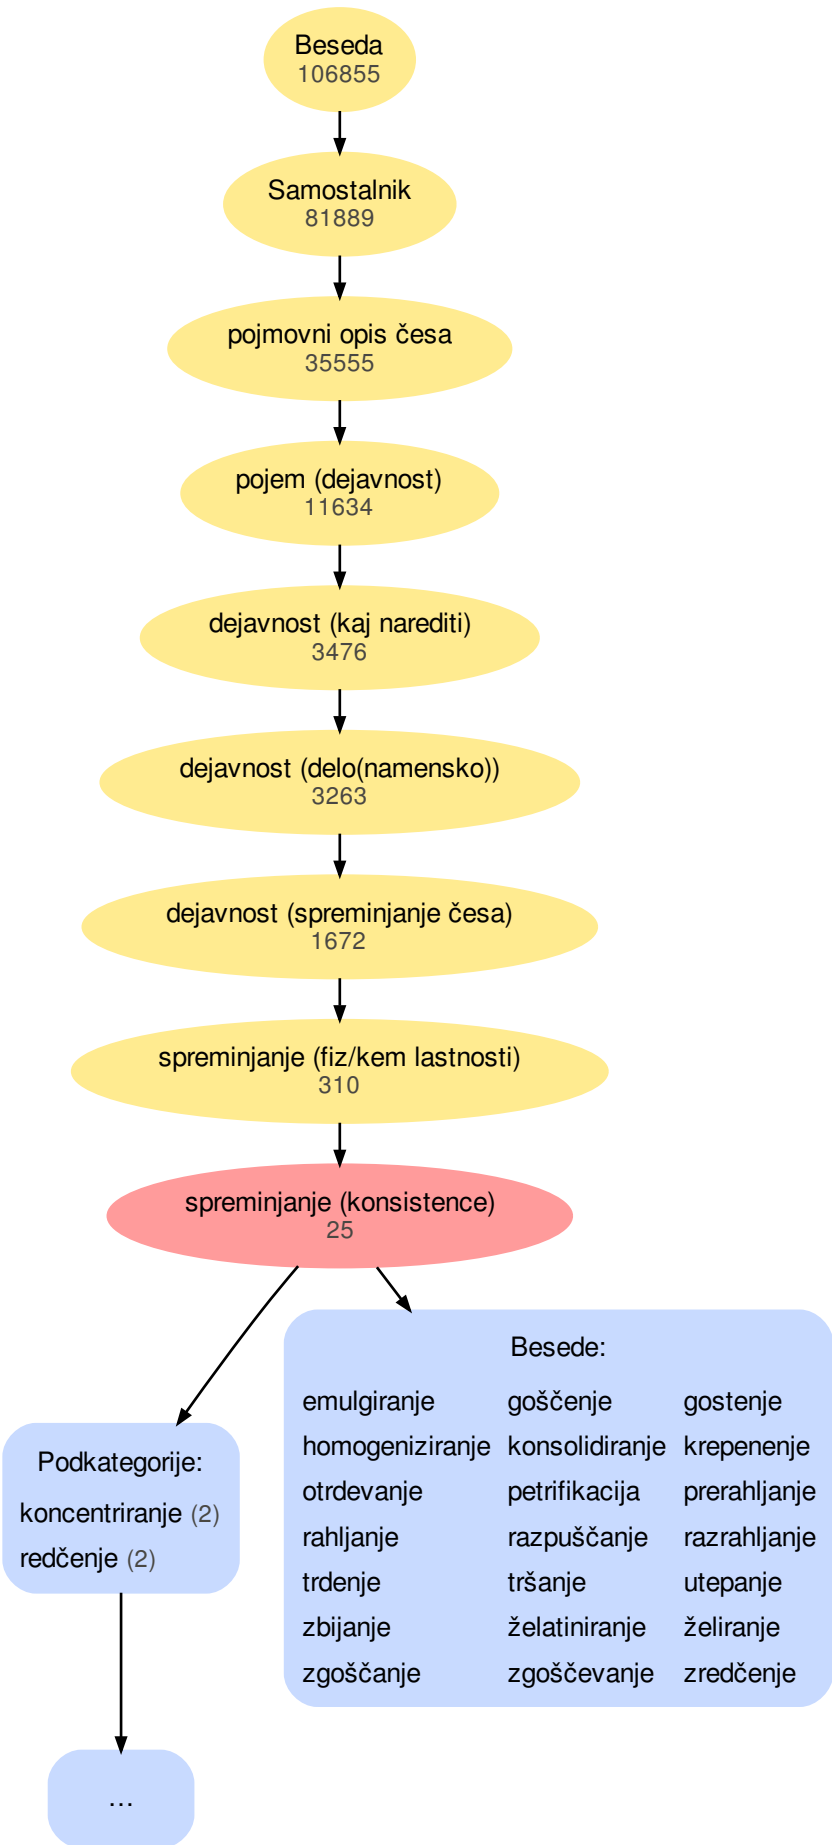 Beseda
106855
Samostalnik
81889
pojmovni opis česa
35555
pojem (dejavnost)
11634
dejavnost (kaj narediti)
3476
dejavnost (delo(namensko))
3263
dejavnost (spreminjanje česa)
1672
spreminjanje (fiz/kem lastnosti)
310
spreminjanje (konsistence)
25
Besede:
emulgiranje goščenje gostenje
homogeniziranje konsolidiranje krepenenje
otrdevanje petrifikacija prerahljanje
rahljanje razpuščanje razrahljanje
trdenje tršanje utepanje
zbijanje želatiniranje želiranje
zgoščanje zgoščevanje zredčenje
Podkategorije:
koncentriranje (2)
redčenje (2)
…